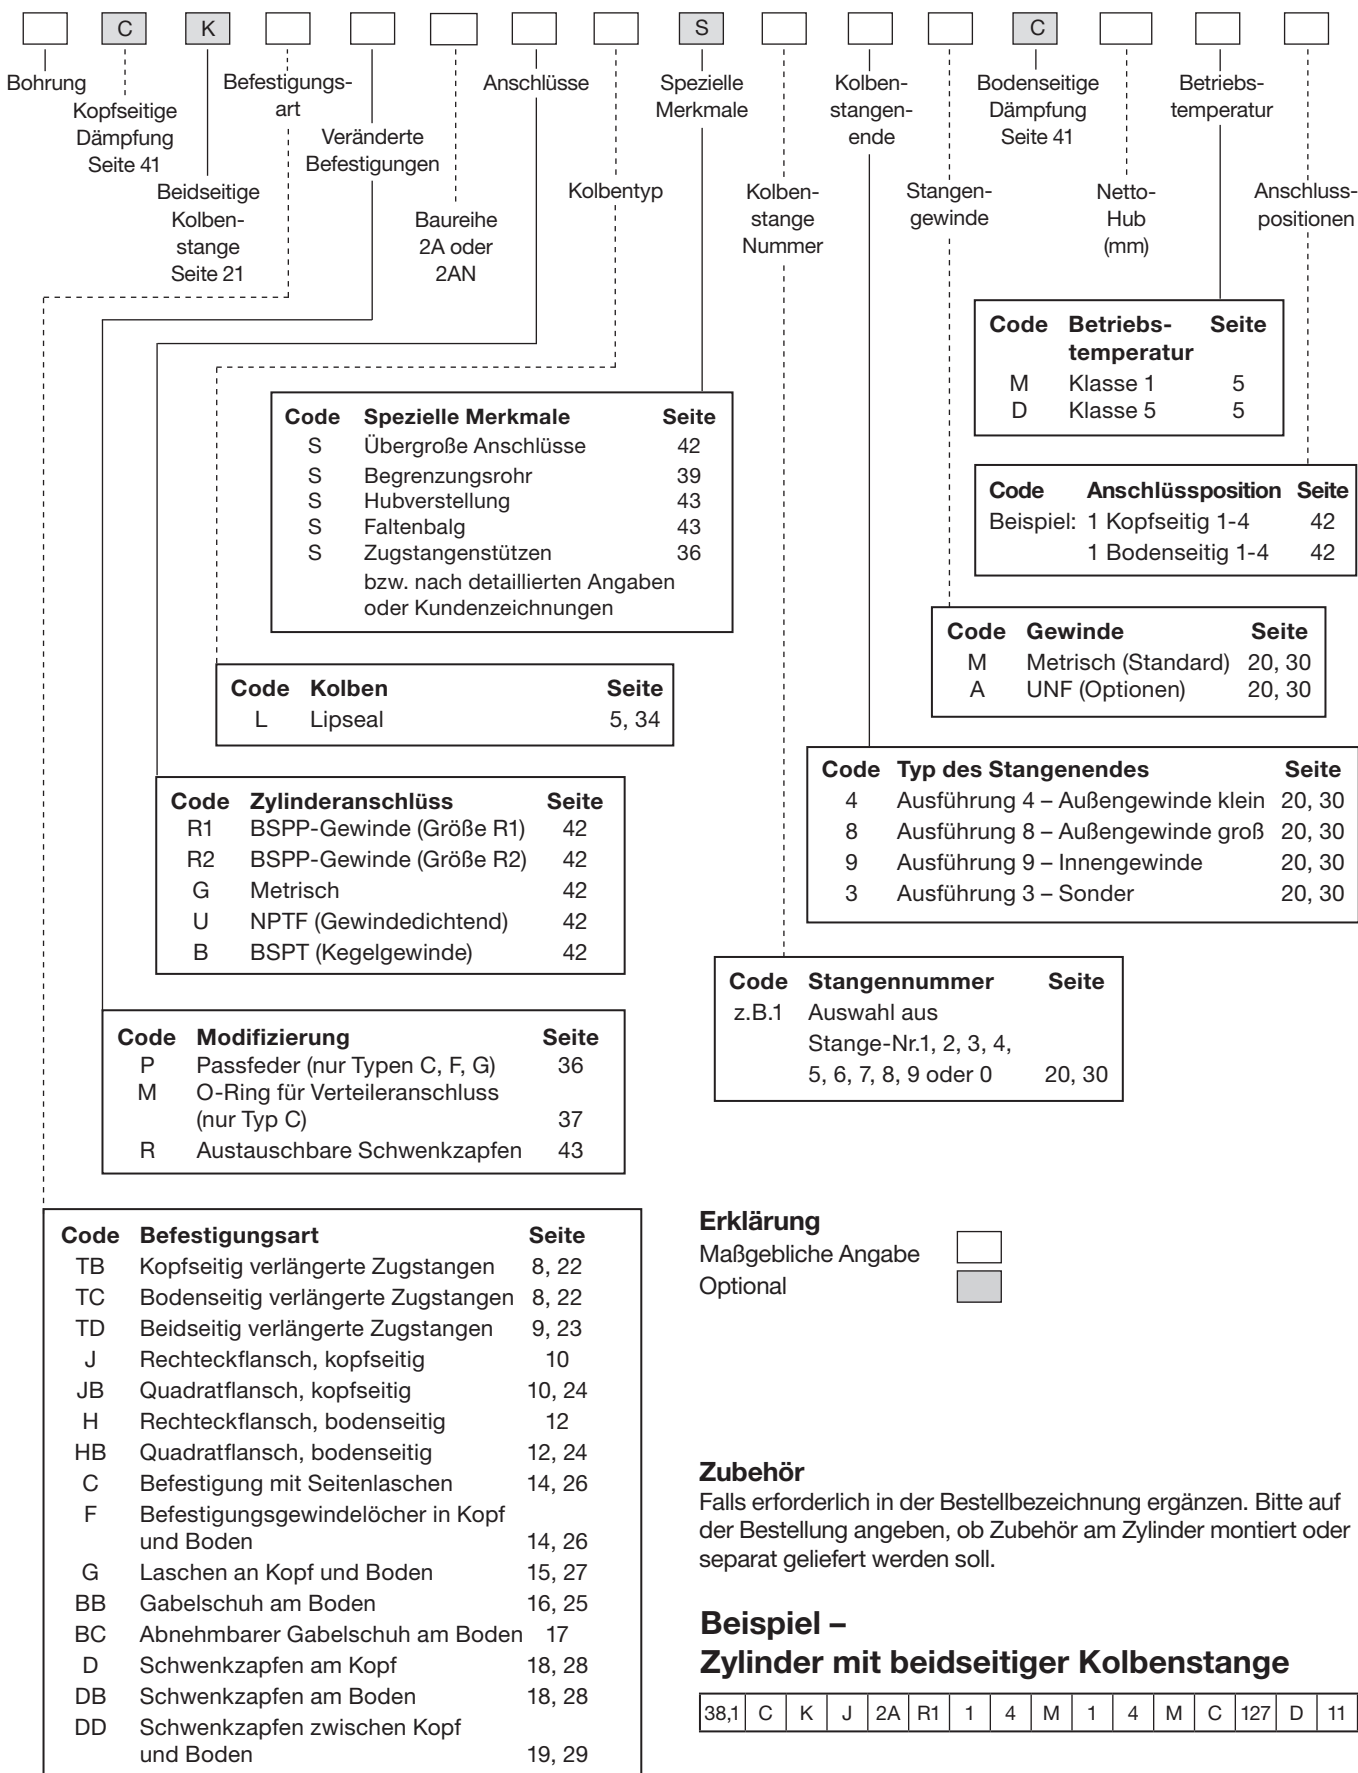 C K S C
Bohrung
Kopfseitige
Dämpfung
Seite 41
Beidseitige
Kolben-
stange
Seite 21
Befestigungs-
art
Veränderte
Befestigungen
Baureihe
2A oder
2AN
Anschlüsse
Kolbentyp
Spezielle
Merkmale
Kolben-
stange
Nummer
Kolben-
stangen-
ende
Stangen-
gewinde
Bodenseitige
Dämpfung
Seite 41
Netto-
Hub
(mm)
Betriebs-
temperatur
Anschluss-
positionen
Code Betriebs- Seite
temperatur
M Klasse 1 5
D Klasse 5 5
Code Spezielle Merkmale Seite
S Übergroße Anschlüsse 42
S Begrenzungsrohr 39
S Hubverstellung 43
S Faltenbalg 43
S Zugstangenstützen 36
bzw. nach detaillierten Angaben
oder Kundenzeichnungen
Code Anschlüssposition Seite
Beispiel: 1 Kopfseitig 1-4 42
1 Bodenseitig 1-4 42
Code Gewinde Seite
M Metrisch (Standard) 20, 30
A UNF (Optionen) 20, 30
Code Kolben Seite
L Lipseal 5, 34
Code Typ des Stangenendes Seite
4 Ausführung 4 – Außengewinde klein 20, 30
8 Ausführung 8 – Außengewinde groß 20, 30
9 Ausführung 9 – Innengewinde 20, 30
3 Ausführung 3 – Sonder 20, 30
Code Zylinderanschlüss Seite
R1 BSPP-Gewinde (Größe R1) 42
R2 BSPP-Gewinde (Größe R2) 42
G Metrisch 42
U NPTF (Gewindedichtend) 42
B BSPT (Kegelgewinde) 42
Code Stangennummer Seite
z.B.1 Auswahl aus
Stange-Nr.1, 2, 3, 4,
5, 6, 7, 8, 9 oder 0 20, 30
Code Modifizierung Seite
P Passfeder (nur Typen C, F, G) 36
M O-Ring für Verteileranschluss
(nur Typ C) 37
R Austauschbare Schwenkzapfen 43
Code Befestigungsart Seite
TB Kopfseitig verlängerte Zugstangen 8, 22
TC Bodenseitig verlängerte Zugstangen 8, 22
TD Beidseitig verlängerte Zugstangen 9, 23
J Rechteckflansch, kopfseitig 10
JB Quadratflansch, kopfseitig 10, 24
H Rechteckflansch, bodenseitig 12
HB Quadratflansch, bodenseitig 12, 24
C Befestigung mit Seitenlaschen 14, 26
F Befestigungsgewindelöcher in Kopf
und Boden 14, 26
G Laschen an Kopf und Boden 15, 27
BB Gabelschuh am Boden 16, 25
BC Abnehmbarer Gabelschuh am Boden 17
D Schwenkzapfen am Kopf 18, 28
DB Schwenkzapfen am Boden 18, 28
DD Schwenkzapfen zwischen Kopf
und Boden 19, 29
Erklärung
Maßgebliche Angabe
Optional
Zubehör
Falls erforderlich in der Bestellbezeichnung ergänzen. Bitte auf
der Bestellung angeben, ob Zubehör am Zylinder montiert oder
separat geliefert werden soll.
Beispiel –
Zylinder mit beidseitiger Kolbenstange
38,1 C K J 2A R1 1 4 M 1 4 M C 127 D 11